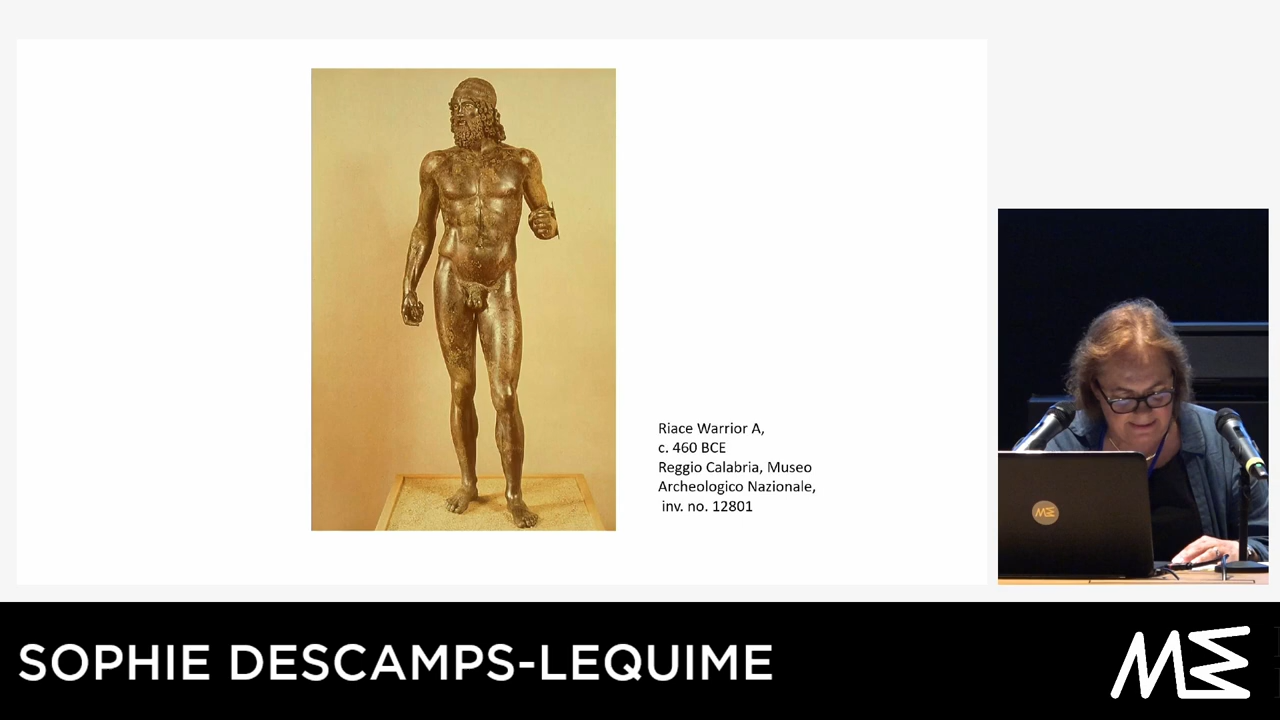 Riace Warrior A,
c. 460 BCE
Reggio Calabria, Museo
Archeologico Nazionale,
inv. no. 12801
SOPHIE DESCAMPS-LEQUIME